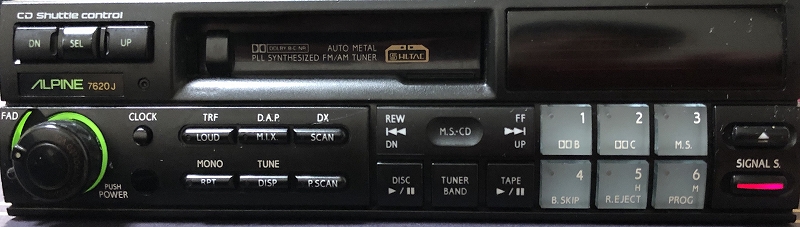 CD Shuttle control
DN SEL UP
ALPINE 7620J
DOLBY B-C NR AUTO METAL
PLL SYNTHESIZED FM/AM TUNER
HLTAC
FAD
PUSH
POWER
CLOCK
TRF D.A.P. DX
LOUD M.I.X. SCAN
MONO TUNE
RPT DISP P.SCAN
REW FF
M.S.-CD
DN UP
DISC
TUNER
BAND
TAPE
1 2 3
B C M.S.
4 5 6
H M
B.SKIP R.EJECT PROG
SIGNAL S.